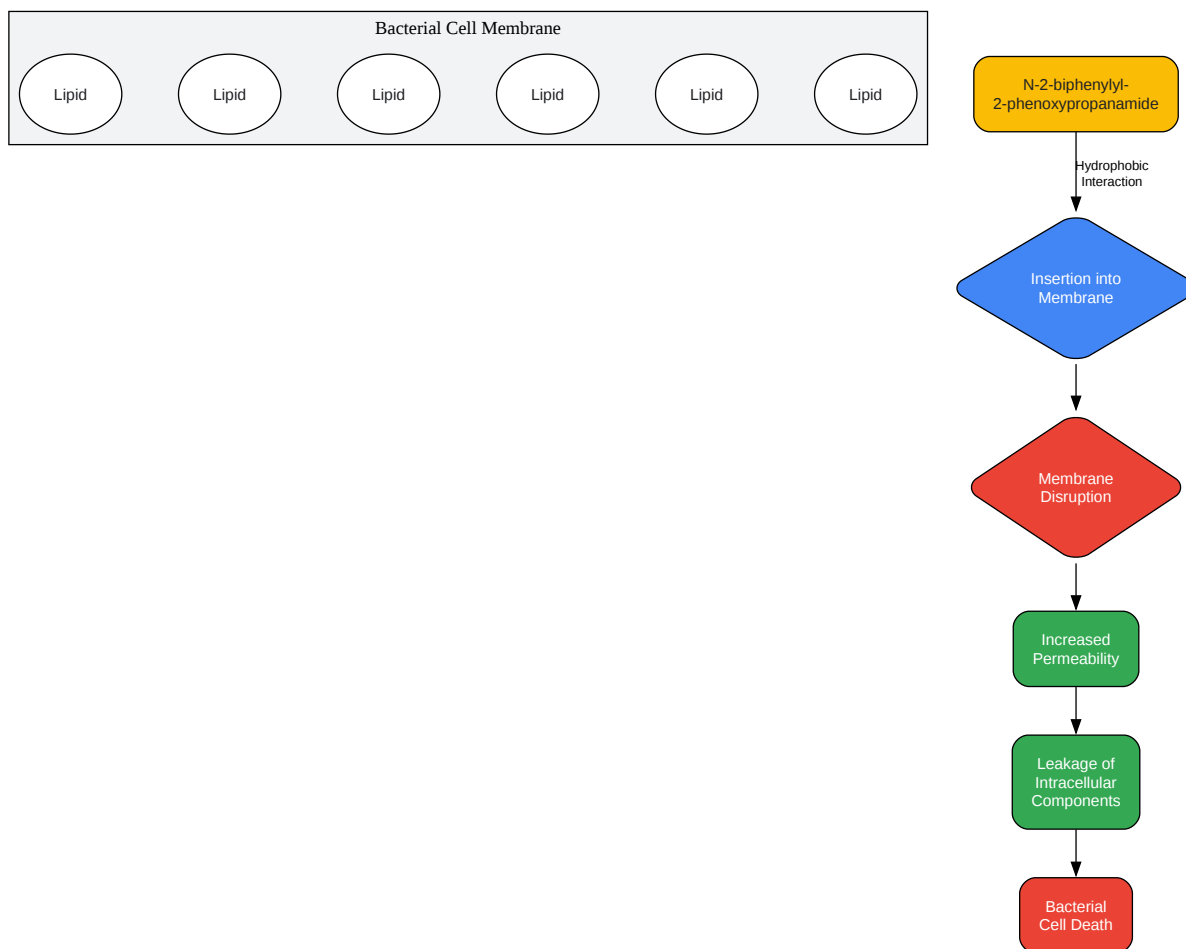 Bacterial Cell Membrane
Lipid
Lipid
Lipid
Lipid
Lipid
Lipid
N-2-biphenylyl-
2-phenoxypropanamide
Hydrophobic
Interaction
Insertion into
Membrane
Membrane
Disruption
Increased
Permeability
Leakage of
Intracellular
Components
Bacterial
Cell Death